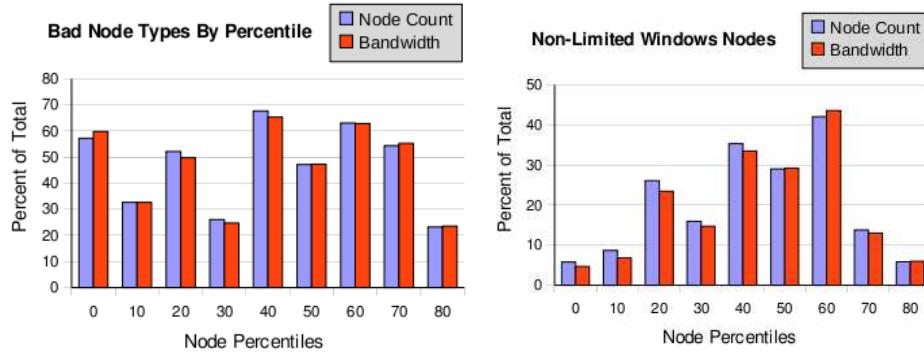 Bad Node Types By Percentile
Node Count
Bandwidth
Percent of Total
80
70
60
50
40
30
20
10
0
0 10 20 30 40 50 60 70 80
Node Percentiles
Non-Limited Windows Nodes
Node Count
Bandwidth
Percent of Total
50
40
30
20
10
0
0 10 20 30 40 50 60 70 80
Node Percentiles